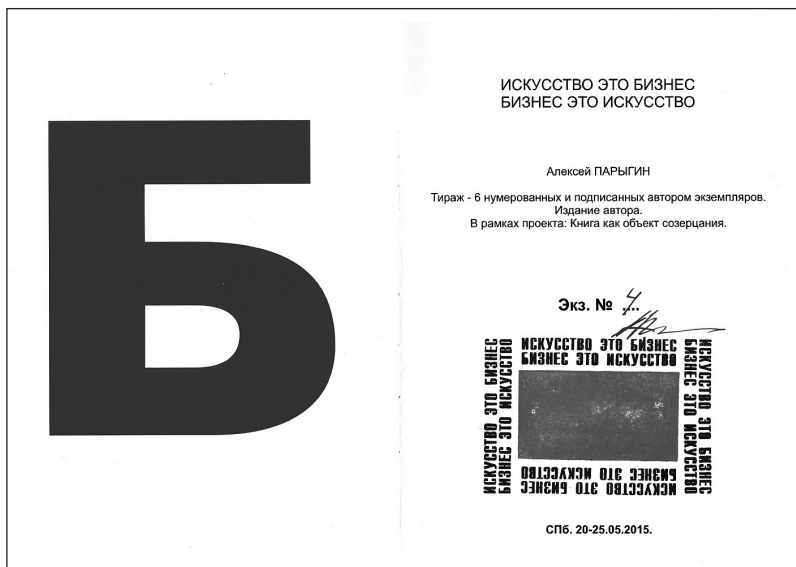 Б
ИСКУССТВО ЭТО БИЗНЕС
БИЗНЕС ЭТО ИСКУССТВО
Алексей ПАРЫГИН
Тираж - 6 нумерованных и подписанных автором экземпляров.
Издание автора.
В рамках проекта: Книга как объект созерцания.
Экз. № 4
ИСКУССТВО ЭТО БИЗНЕС
БИЗНЕС ЭТО ИСКУССТВО
ИСКУССТВО ЭТО БИЗНЕС
БИЗНЕС ЭТО ИСКУССТВО
ИСКУССТВО ЭТО БИЗНЕС
БИЗНЕС ЭТО ИСКУССТВО
ИСКУССТВО ЭТО БИЗНЕС
БИЗНЕС ЭТО ИСКУССТВО
СПб. 20-25.05.2015.